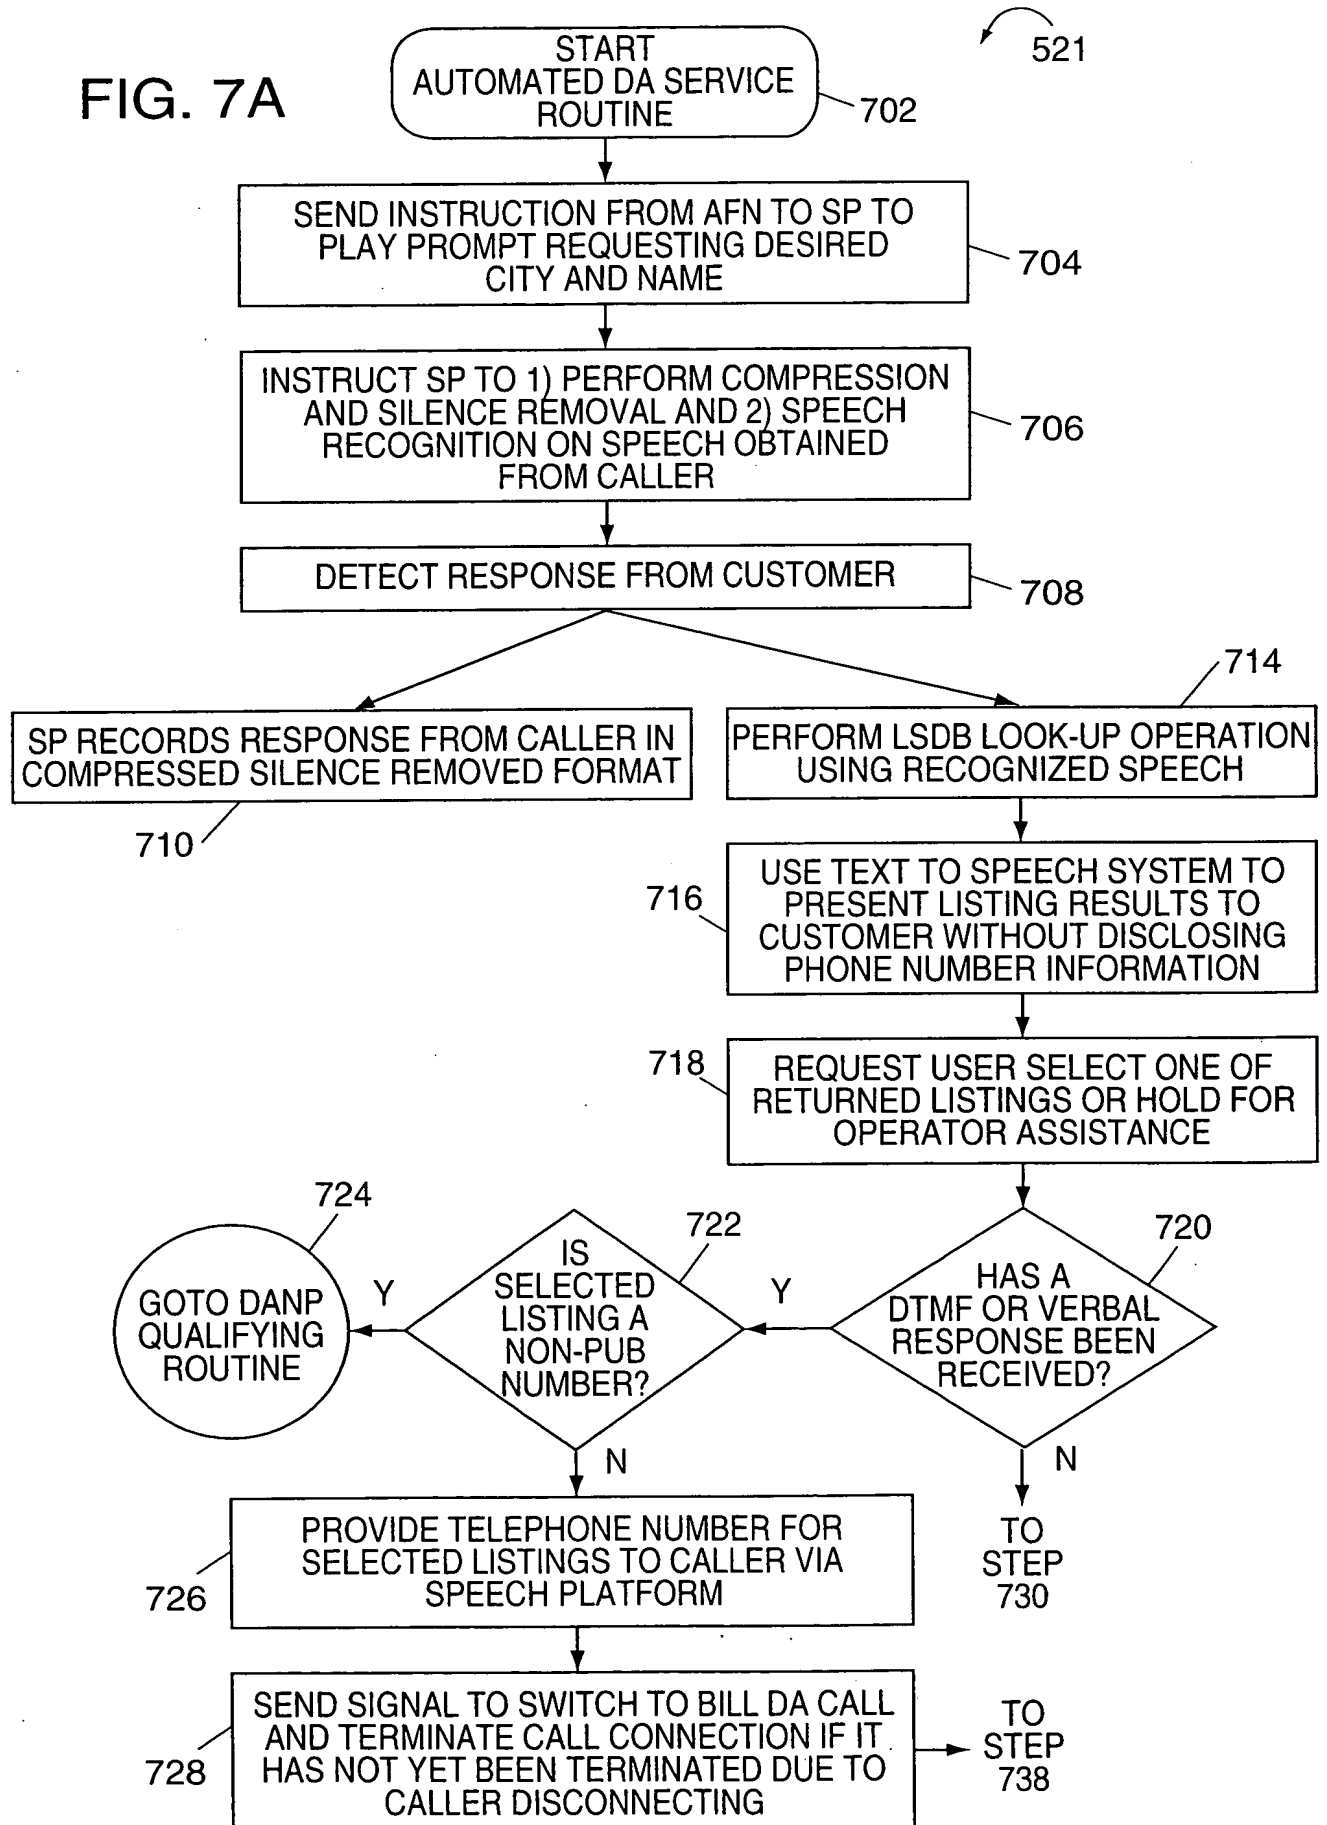 FIG. 7A
521
START
AUTOMATED DA SERVICE
ROUTINE
702
SEND INSTRUCTION FROM AFN TO SP TO
PLAY PROMPT REQUESTING DESIRED
CITY AND NAME
704
INSTRUCT SP TO 1) PERFORM COMPRESSION
AND SILENCE REMOVAL AND 2) SPEECH
RECOGNITION ON SPEECH OBTAINED
FROM CALLER
706
DETECT RESPONSE FROM CUSTOMER
708
SP RECORDS RESPONSE FROM CALLER IN
COMPRESSED SILENCE REMOVED FORMAT
710
714
PERFORM LSDB LOOK-UP OPERATION
USING RECOGNIZED SPEECH
716
USE TEXT TO SPEECH SYSTEM TO
PRESENT LISTING RESULTS TO
CUSTOMER WITHOUT DISCLOSING
PHONE NUMBER INFORMATION
718
REQUEST USER SELECT ONE OF
RETURNED LISTINGS OR HOLD FOR
OPERATOR ASSISTANCE
720
HAS A
DTMF OR VERBAL
RESPONSE BEEN
RECEIVED?
Y
N
TO
STEP
730
722
IS
SELECTED
LISTING A
NON-PUB
NUMBER?
Y
N
724
GOTO DANP
QUALIFYING
ROUTINE
726
PROVIDE TELEPHONE NUMBER FOR
SELECTED LISTINGS TO CALLER VIA
SPEECH PLATFORM
728
SEND SIGNAL TO SWITCH TO BILL DA CALL
AND TERMINATE CALL CONNECTION IF IT
HAS NOT YET BEEN TERMINATED DUE TO
CALLER DISCONNECTING
TO
STEP
738